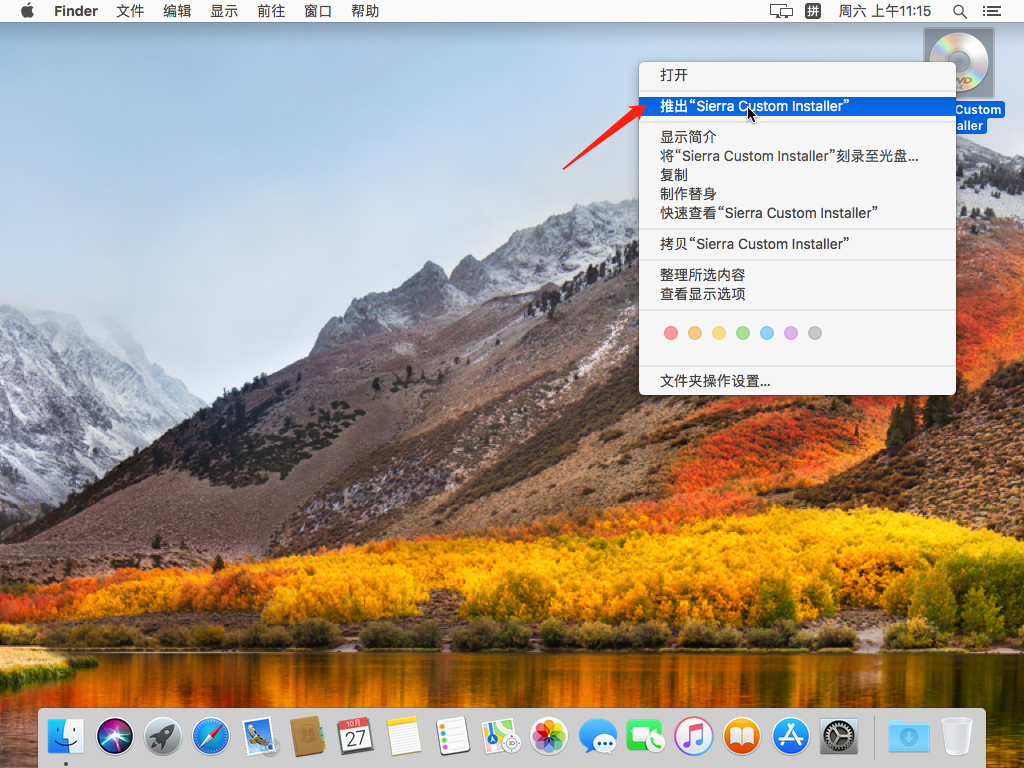 Finder 文件 编辑 显示 前往 窗口 帮助 拼 周六 上午11:15
DVD
Custom
aller
打开
推出“Sierra Custom Installer”
显示简介
将“Sierra Custom Installer”刻录至光盘...
复制
制作替身
快速查看“Sierra Custom Installer”
拷贝“Sierra Custom Installer”
整理所选内容
查看显示选项
文件夹操作设置...
10月
27
3D